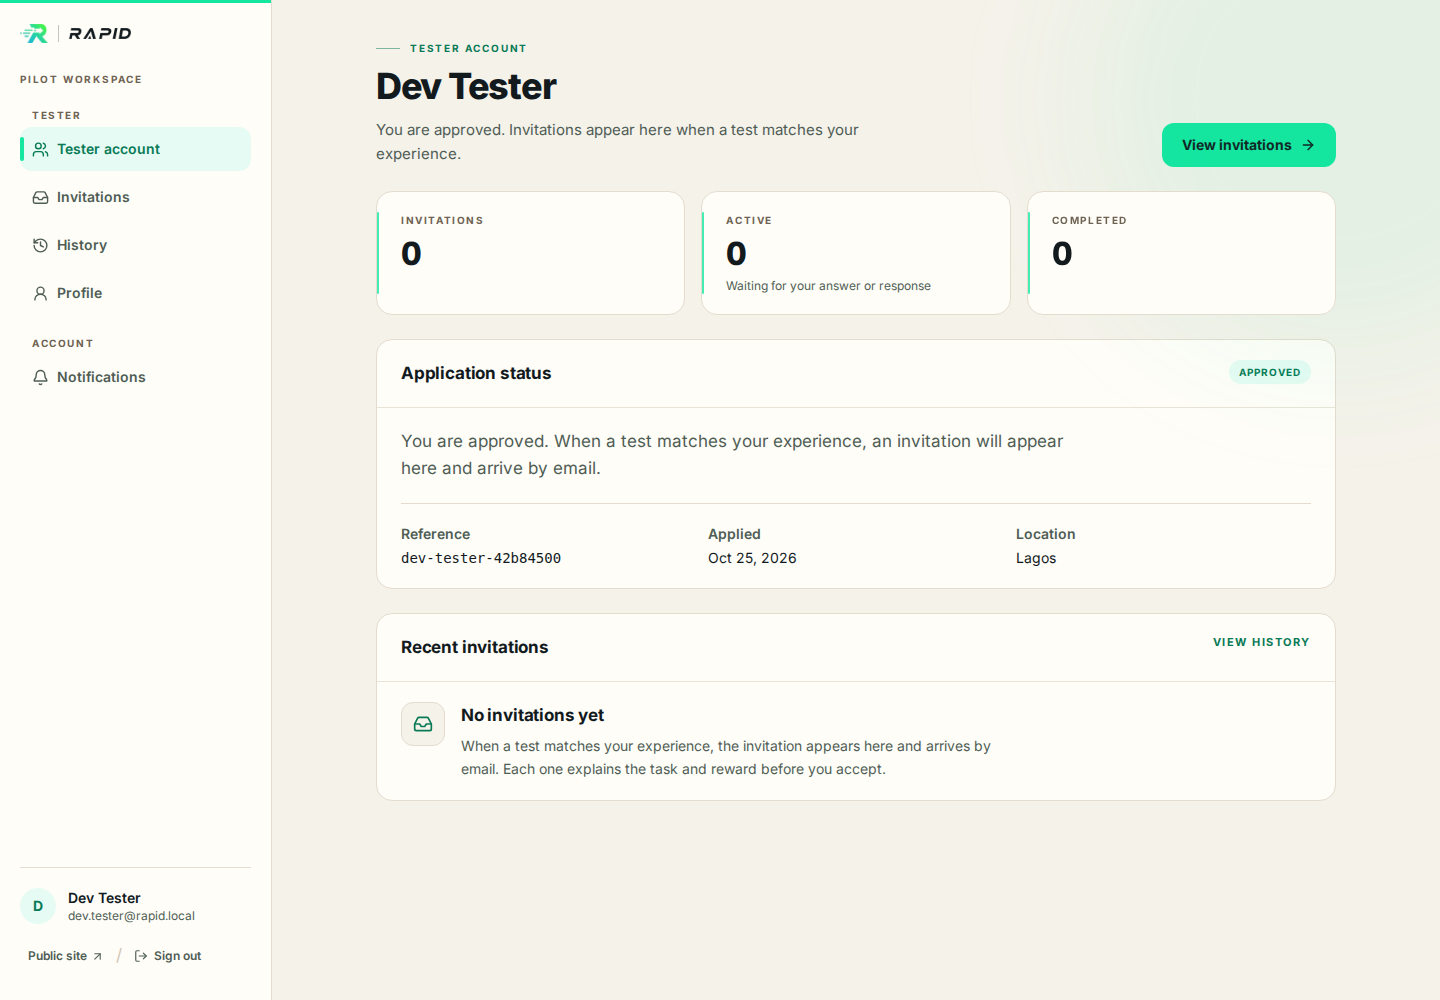 RAPID
PILOT WORKSPACE
TESTER
Tester account
Invitations
History
Profile
ACCOUNT
Notifications
D
Dev Tester
dev.tester@rapid.local
Public site
/
Sign out
TESTER ACCOUNT
Dev Tester
You are approved. Invitations appear here when a test matches your
experience.
View invitations
INVITATIONS
0
ACTIVE
0
Waiting for your answer or response
COMPLETED
0
Application status
APPROVED
You are approved. When a test matches your experience, an invitation will appear
here and arrive by email.
Reference
dev-tester-42b84500
Applied
Oct 25, 2026
Location
Lagos
Recent invitations
VIEW HISTORY
No invitations yet
When a test matches your experience, the invitation appears here and arrives by
email. Each one explains the task and reward before you accept.